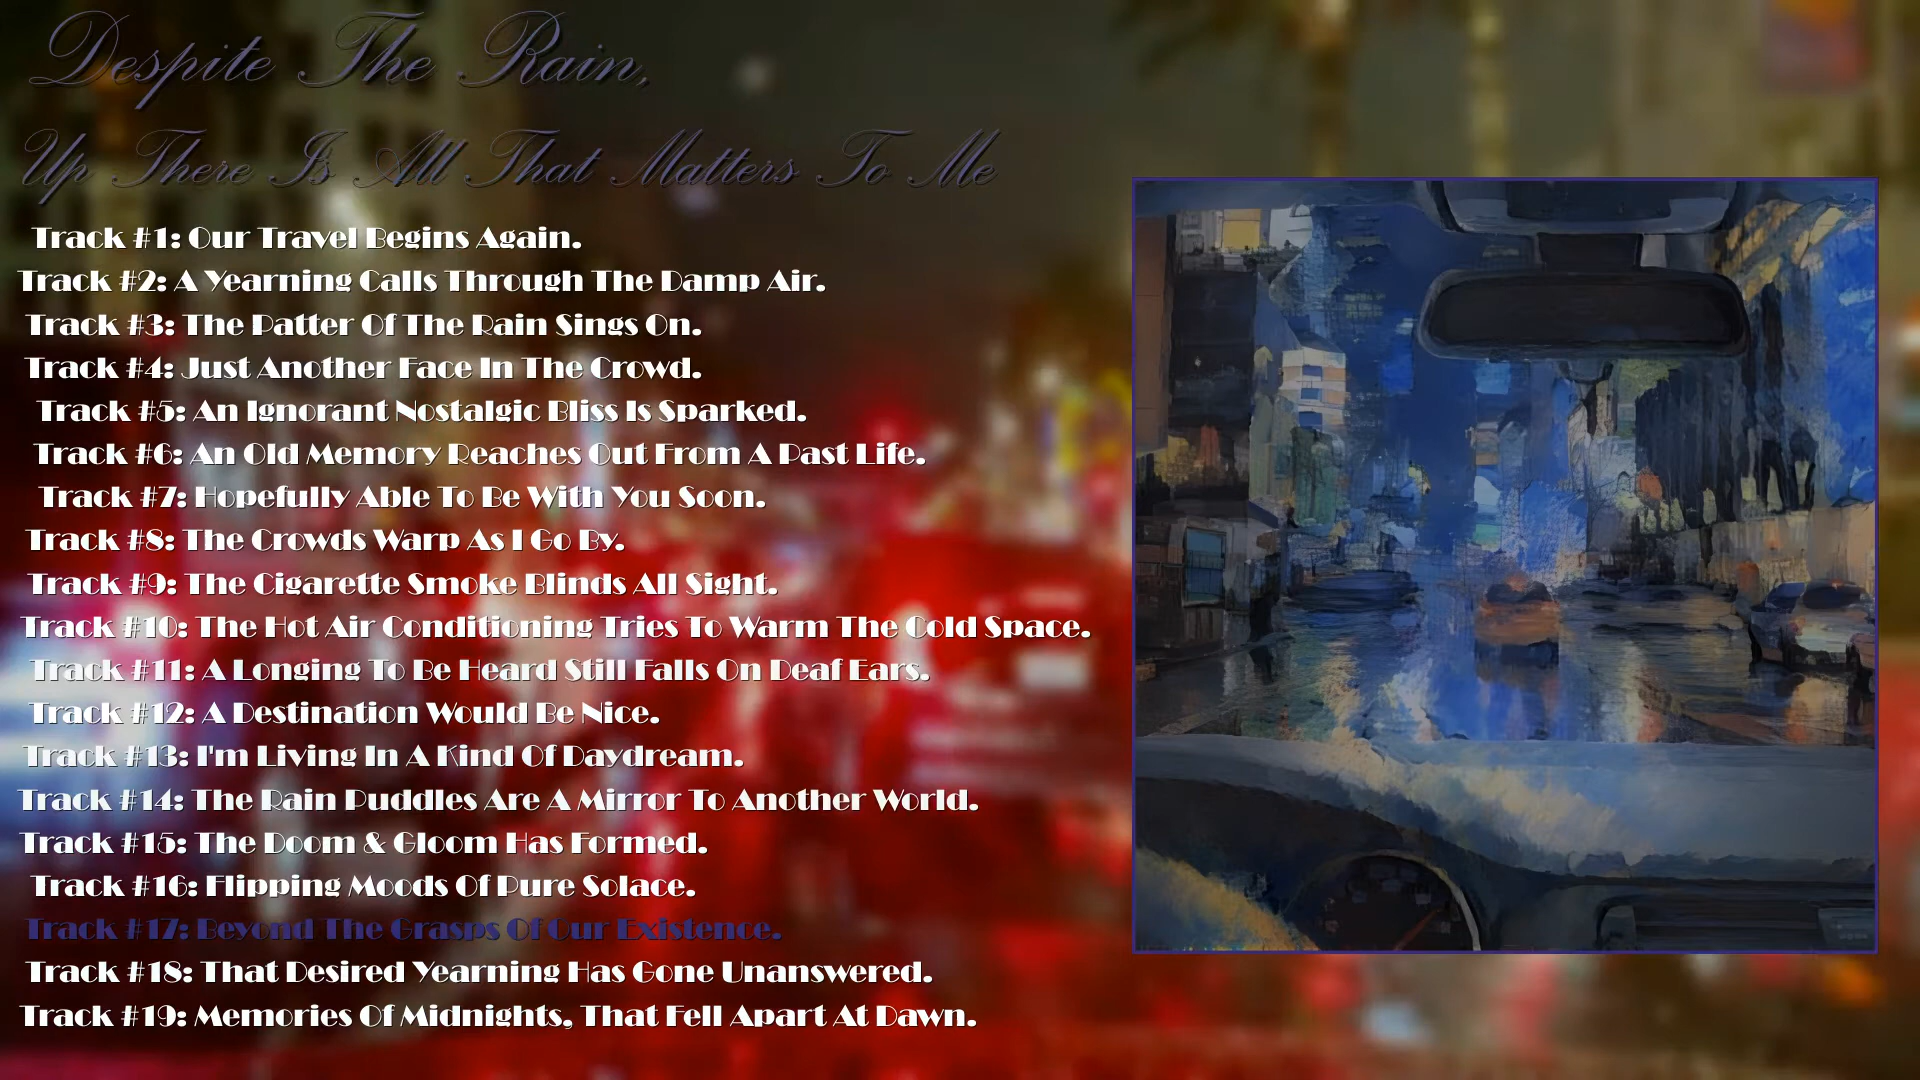 Despite The Rain,
Up There Is All That Matters To Me
Track #1: Our Travel Begins Again.
Track #2: A Yearning Calls Through The Damp Air.
Track #3: The Patter Of The Rain Sings On.
Track #4: Just Another Face In The Crowd.
Track #5: An Ignorant Nostalgic Bliss Is Sparked.
Track #6: An Old Memory Reaches Out From A Past Life.
Track #7: Hopefully Able To Be With You Soon.
Track #8: The Crowds Warp As I Go By.
Track #9: The Cigarette Smoke Blinds All Sight.
Track #10: The Hot Air Conditioning Tries To Warm The Cold Space.
Track #11: A Longing To Be Heard Still Falls On Deaf Ears.
Track #12: A Destination Would Be Nice.
Track #13: I'm Living In A Kind Of Daydream.
Track #14: The Rain Puddles Are A Mirror To Another World.
Track #15: The Doom & Gloom Has Formed.
Track #16: Flipping Moods Of Pure Solace.
Track #17: Beyond The Grasps Of Our Existence.
Track #18: That Desired Yearning Has Gone Unanswered.
Track #19: Memories Of Midnights, That Fell Apart At Dawn.